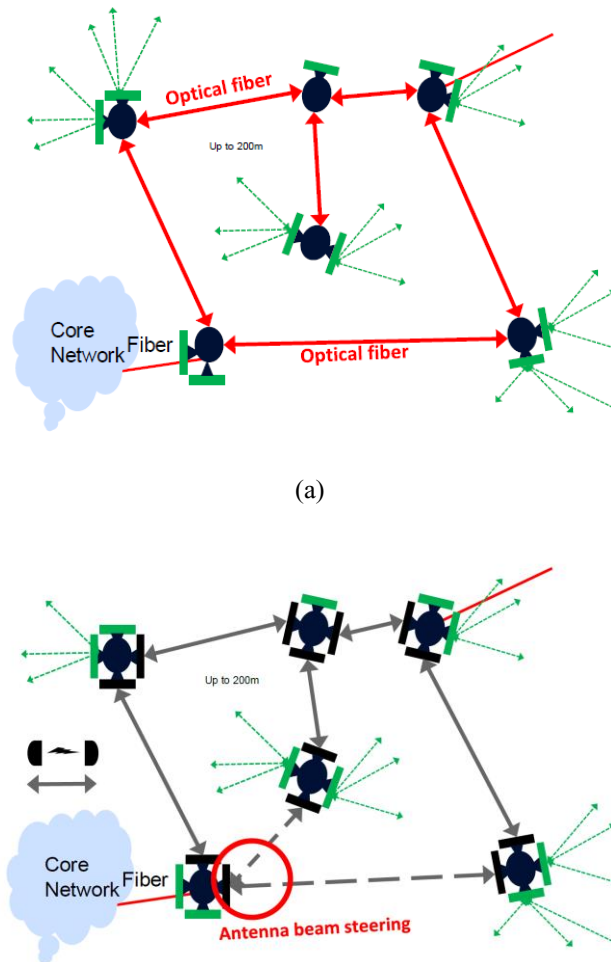 Optical fiber
Up to 200m
Core
Network Fiber
Optical fiber
(a)
Up to 200m
Core
Network Fiber
Antenna beam steering